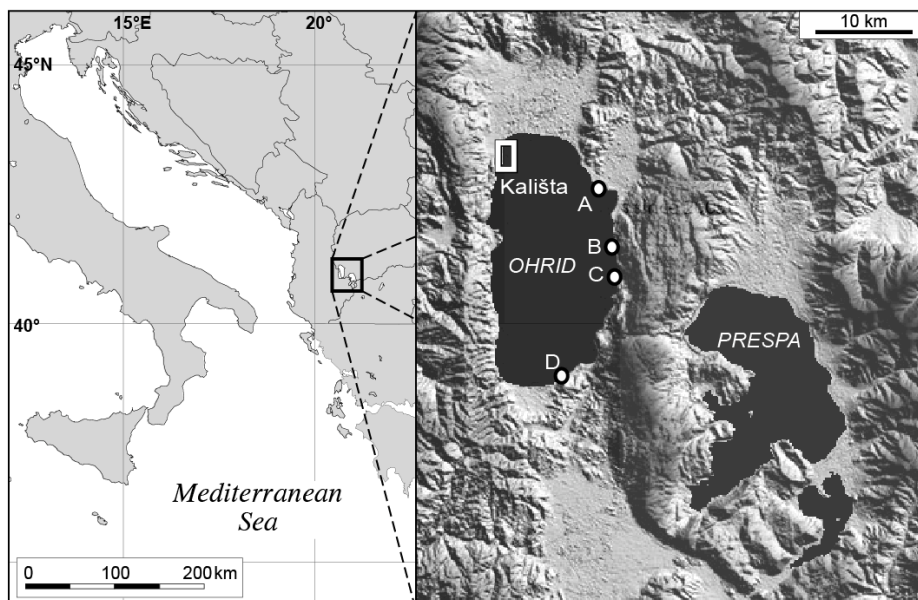 15°E
20°
45°N
40°
Mediterranean
Sea
0 100 200 km
10 km
Kališta
A
B
OHRID
C
PRESPA
D